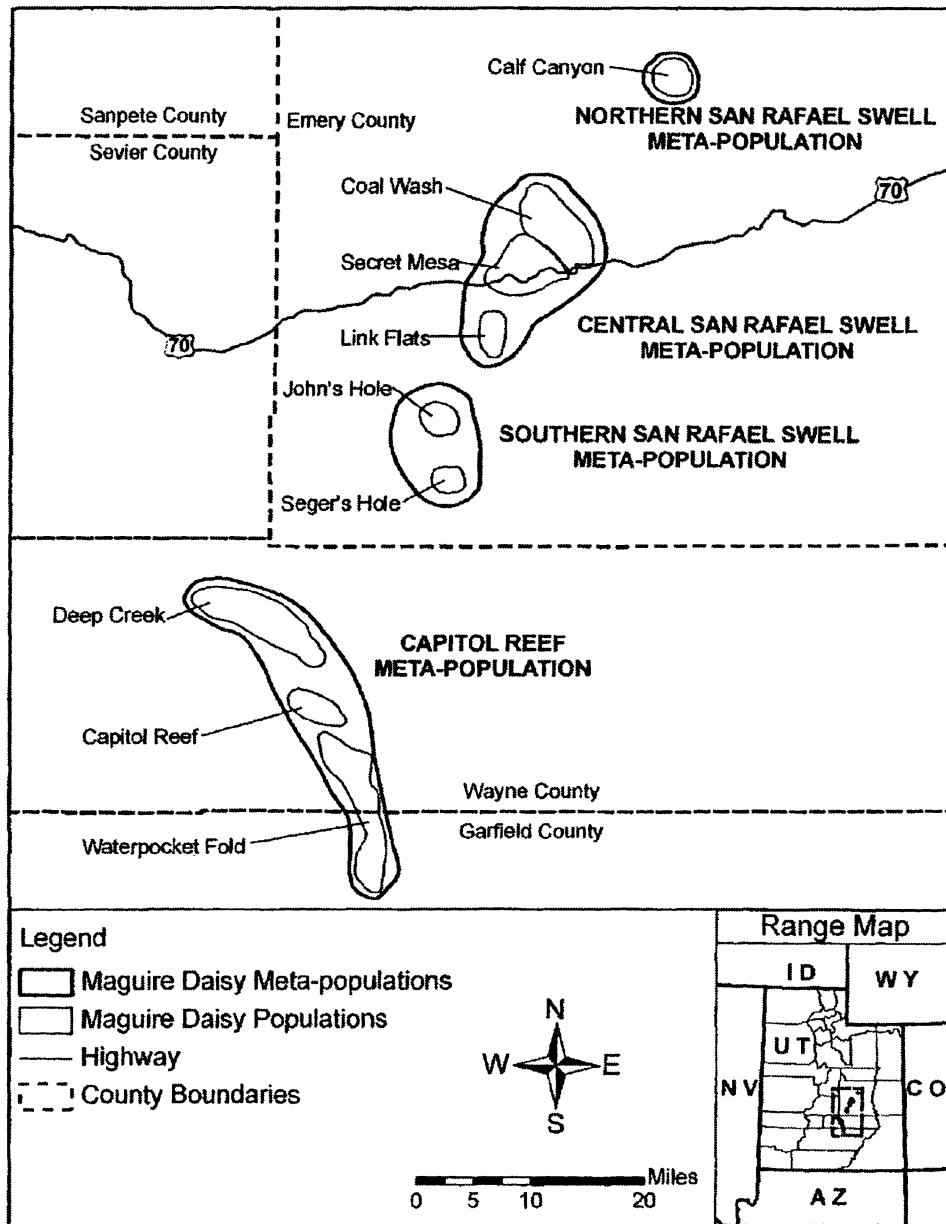 Calf Canyon
NORTHERN SAN RAFAEL SWELL
META-POPULATION
Sanpete County
Emery County
Sevier County
Coal Wash
70
Secret Mesa
70
CENTRAL SAN RAFAEL SWELL
META-POPULATION
Link Flats
John's Hole
SOUTHERN SAN RAFAEL SWELL
META-POPULATION
Seger's Hole
Deep Creek
CAPITOL REEF
META-POPULATION
Capitol Reef
Wayne County
Garfield County
Waterpocket Fold
Legend
Maguire Daisy Meta-populations
Maguire Daisy Populations
Highway
County Boundaries
N
W E
S
Miles
0 5 10 20
Range Map
ID
WY
UT
NV
CO
AZ